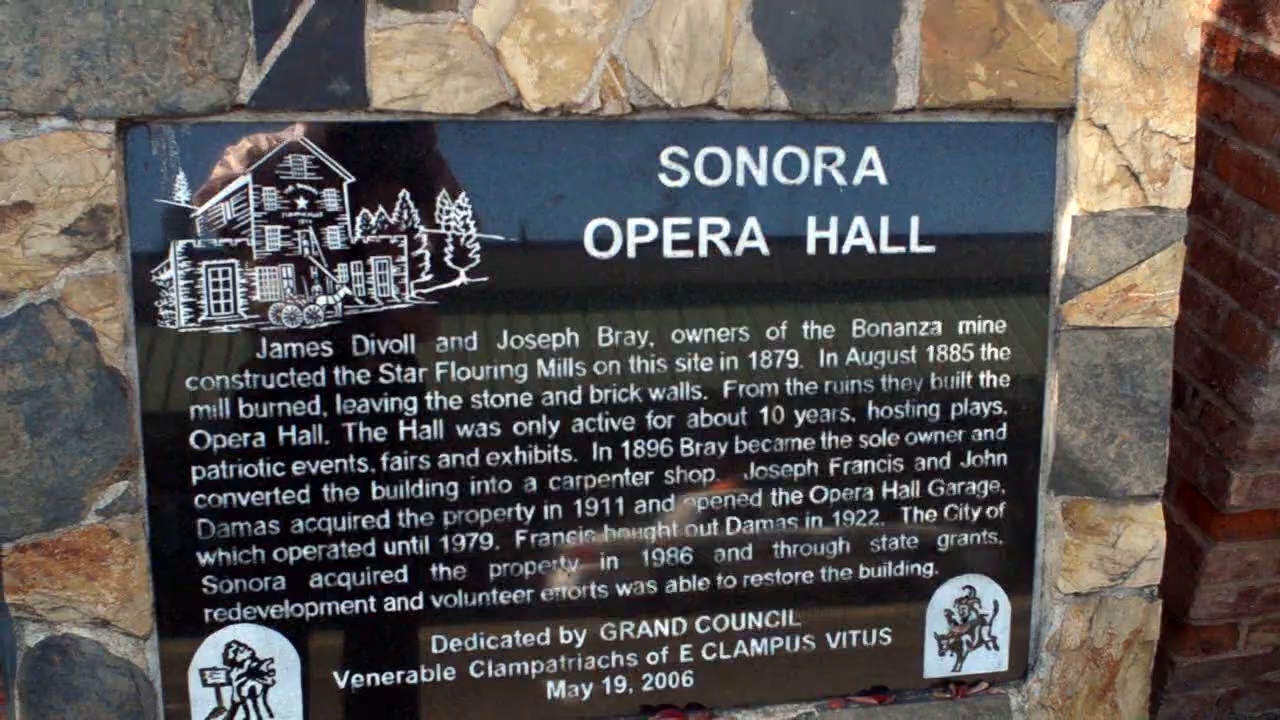 SONORA
OPERA HALL
James Divoll and Joseph Bray, owners of the Bonanza mine
constructed the Star Flouring Mills on this site in 1879. In August 1885 the
mill burned, leaving the stone and brick walls. From the ruins they built the
Opera Hall. The Hall was only active for about 10 years, hosting plays,
patriotic events, fairs and exhibits. In 1896 Bray became the sole owner and
converted the building into a carpenter shop. Joseph Francis and John
Damas acquired the property in 1911 and opened the Opera Hall Garage,
which operated until 1979. Francis bought out Damas in 1922. The City of
Sonora acquired the property in 1986 and through state grants,
redevelopment and volunteer efforts was able to restore the building.
Dedicated by GRAND COUNCIL
Venerable Clampatriachs of E CLAMPUS VITUS
May 19, 2006